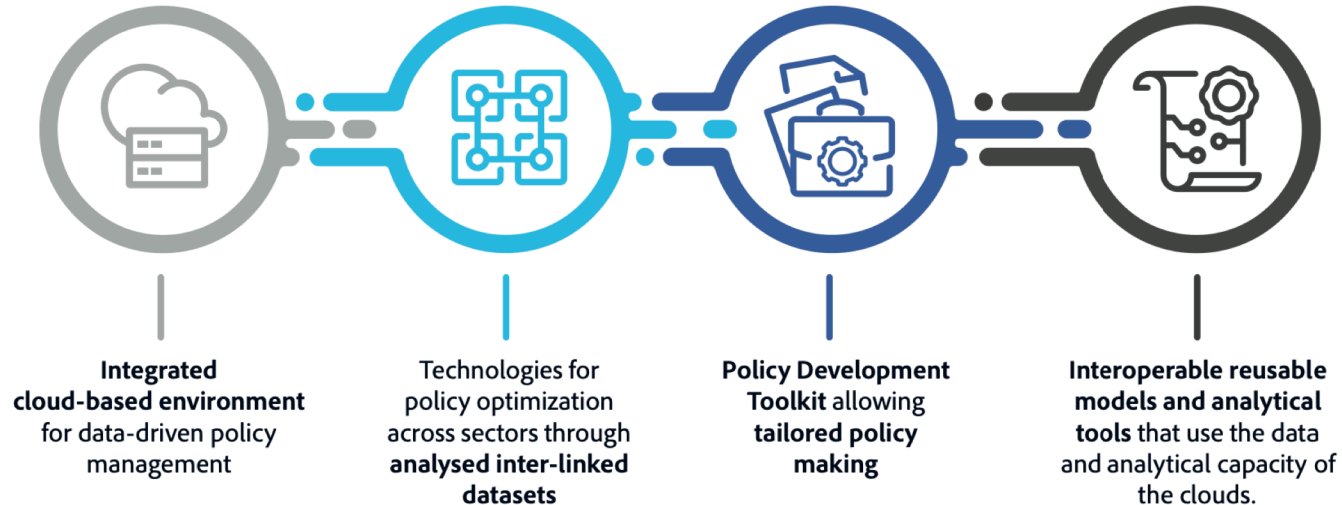 Integrated
cloud-based environment
for data-driven policy
management
Technologies for
policy optimization
across sectors through
analysed inter-linked
datasets
Policy Development
Toolkit allowing
tailored policy
making
Interoperable reusable
models and analytical
tools that use the data
and analytical capacity of
the clouds.